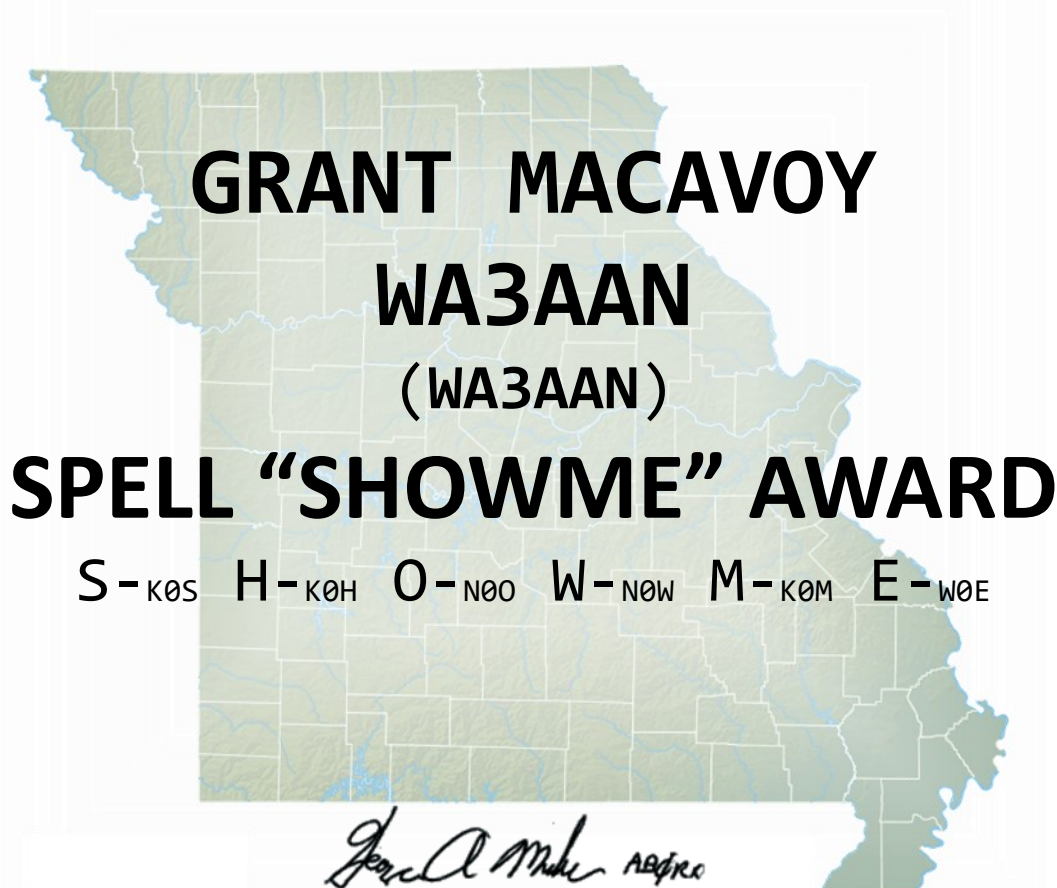 GRANT MACAVOY
WA3AAN
(WA3AAN)
SPELL “SHOWME” AWARD
S-K0S H-K0H O-N0O W-N0W M-K0M E-W0E